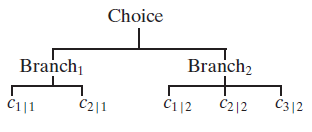 Choice
Branch₁ Branch₂
c₁|₁ c₂|₁ c₁|₂ c₂|₂ c₃|₂